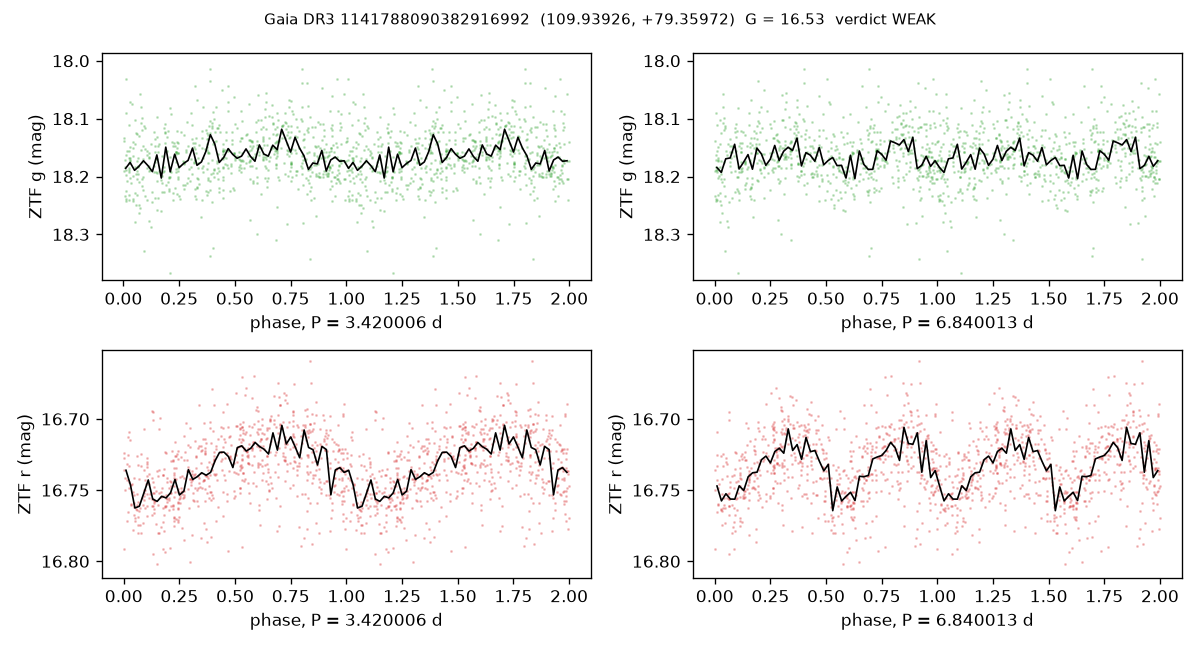 Gaia DR3 1141788090382916992 (109.93926, +79.35972) G = 16.53 verdict WEAK
18.0
18.1
18.2
18.3
ZTF g (mag)
0.00 0.25 0.50 0.75 1.00 1.25 1.50 1.75 2.00
phase, P = 3.420006 d
18.0
18.1
18.2
18.3
ZTF g (mag)
0.00 0.25 0.50 0.75 1.00 1.25 1.50 1.75 2.00
phase, P = 6.840013 d
16.70
16.75
16.80
ZTF r (mag)
0.00 0.25 0.50 0.75 1.00 1.25 1.50 1.75 2.00
phase, P = 3.420006 d
16.70
16.75
16.80
ZTF r (mag)
0.00 0.25 0.50 0.75 1.00 1.25 1.50 1.75 2.00
phase, P = 6.840013 d